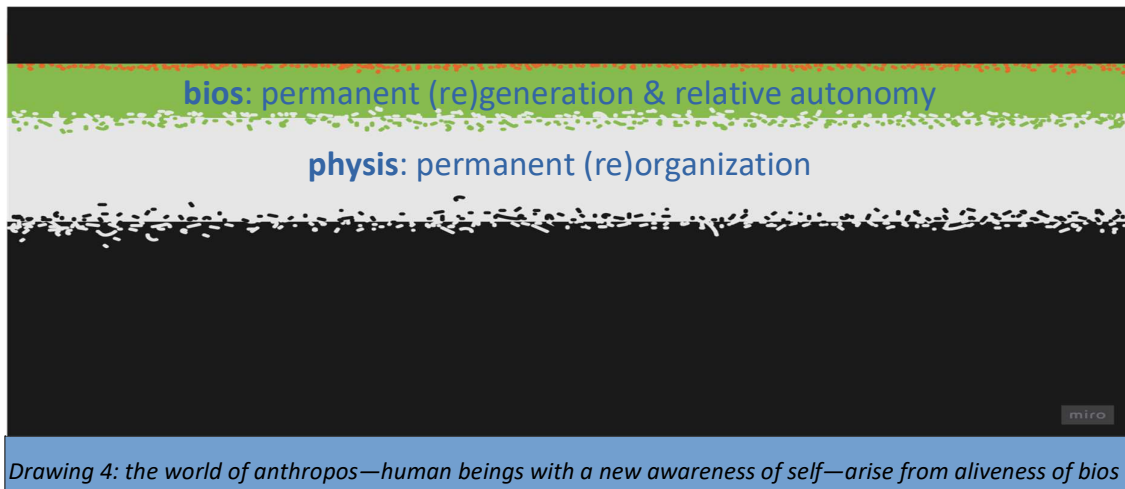 bios: permanent (re)generation & relative autonomy
physis: permanent (re)organization
miro
Drawing 4: the world of anthropos—human beings with a new awareness of self—arise from aliveness of bios